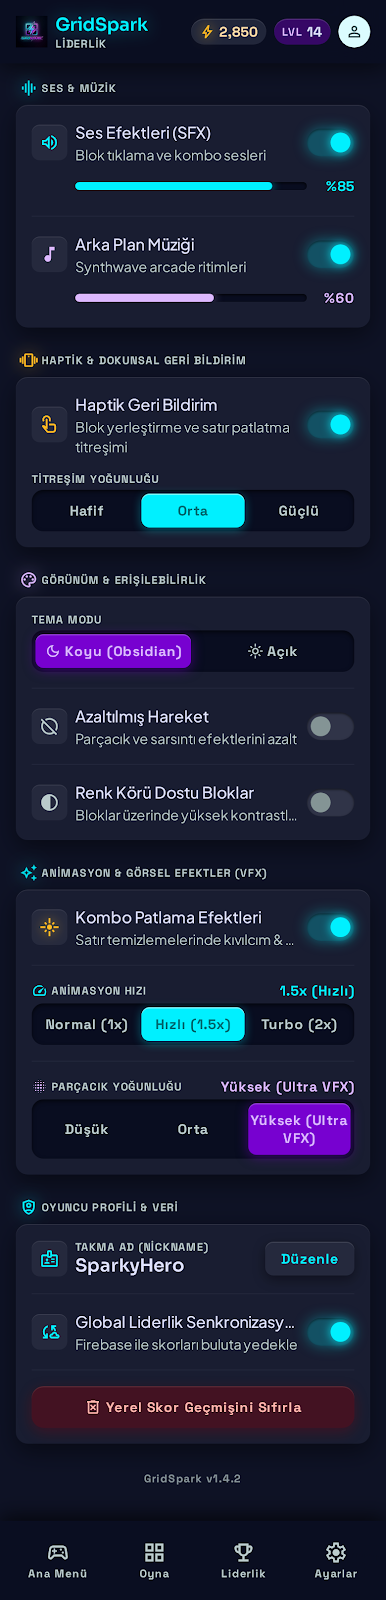 GridSpark
LİDERLİK
2,850
LVL 14
SES & MÜZİK
Ses Efektleri (SFX)
Blok tıklama ve kombo sesleri
%85
Arka Plan Müziği
Synthwave arcade ritimleri
%60
HAPTİK & DOKUNSAL GERİ BİLDİRİM
Haptik Geri Bildirim
Blok yerleştirme ve satır patlatma
titreşimi
TİTREŞİM YOĞUNLUĞU
Hafif Orta Güçlü
GÖRÜNÜM & ERİŞİLEBİLİRLİK
TEMA MODU
Koyu (Obsidian) Açık
Azaltılmış Hareket
Parçacık ve sarsıntı efektlerini azalt
Renk Körü Dostu Bloklar
Bloklar üzerinde yüksek kontrastl...
ANİMASYON & GÖRSEL EFEKTLER (VFX)
Kombo Patlama Efektleri
Satır temizlemelerinde kıvılcım & ...
ANİMASYON HIZI 1.5x (Hızlı)
Normal (1x) Hızlı (1.5x) Turbo (2x)
PARÇACIK YOĞUNLUĞU Yüksek (Ultra VFX)
Düşük Orta Yüksek (Ultra
VFX)
OYUNCU PROFİLİ & VERİ
TAKMA AD (NİCKNAME)
SparkyHero
Düzenle
Global Liderlik Senkronizasy...
Firebase ile skorları buluta yedekle
Yerel Skor Geçmişini Sıfırla
GridSpark v1.4.2
Ana Menü Oyna Liderlik Ayarlar